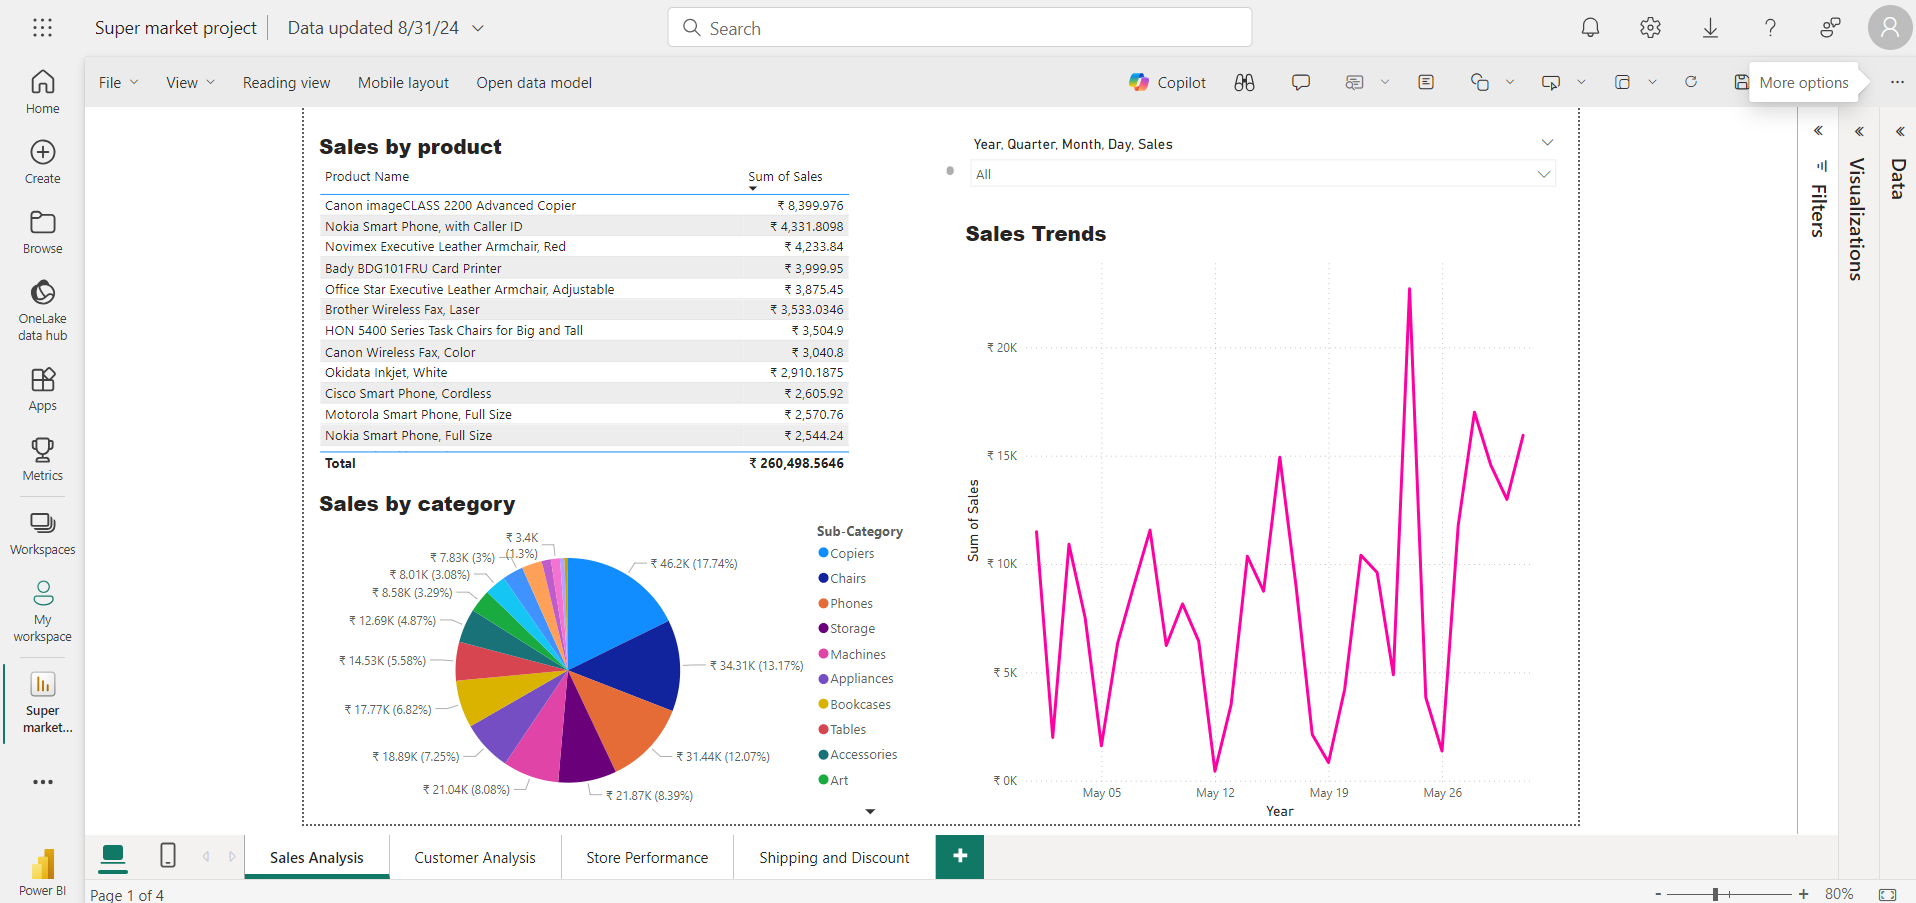 Super market project
Data updated 8/31/24
Search
File
View
Reading view
Mobile layout
Open data model
Copilot
More options
Home
Create
Browse
OneLake
data hub
Apps
Metrics
Workspaces
My
workspace
Super
market...
Power BI
Sales by product
Product Name Sum of Sales
Canon imageCLASS 2200 Advanced Copier ₹ 8,399.976
Nokia Smart Phone, with Caller ID ₹ 4,331.8098
Novimex Executive Leather Armchair, Red ₹ 4,233.84
Bady BDG101FRU Card Printer ₹ 3,999.95
Office Star Executive Leather Armchair, Adjustable ₹ 3,875.45
Brother Wireless Fax, Laser ₹ 3,533.0346
HON 5400 Series Task Chairs for Big and Tall ₹ 3,504.9
Canon Wireless Fax, Color ₹ 3,040.8
Okidata Inkjet, White ₹ 2,910.1875
Cisco Smart Phone, Cordless ₹ 2,605.92
Motorola Smart Phone, Full Size ₹ 2,570.76
Nokia Smart Phone, Full Size ₹ 2,544.24
Total ₹ 260,498.5646
Sales by category
₹ 3.4K
(1.3%)
₹ 7.83K (3%)
₹ 8.01K (3.08%)
₹ 8.58K (3.29%)
₹ 12.69K (4.87%)
₹ 14.53K (5.58%)
₹ 17.77K (6.82%)
₹ 18.89K (7.25%)
₹ 21.04K (8.08%)
₹ 46.2K (17.74%)
₹ 34.31K (13.17%)
₹ 31.44K (12.07%)
₹ 21.87K (8.39%)
Sub-Category
Copiers
Chairs
Phones
Storage
Machines
Appliances
Bookcases
Tables
Accessories
Art
Year, Quarter, Month, Day, Sales
All
Sales Trends
Sum of Sales
₹ 20K
₹ 15K
₹ 10K
₹ 5K
₹ 0K
May 05
May 12
May 19
May 26
Year
Filters
Visualizations
Data
Sales Analysis
Customer Analysis
Store Performance
Shipping and Discount
Page 1 of 4
80%